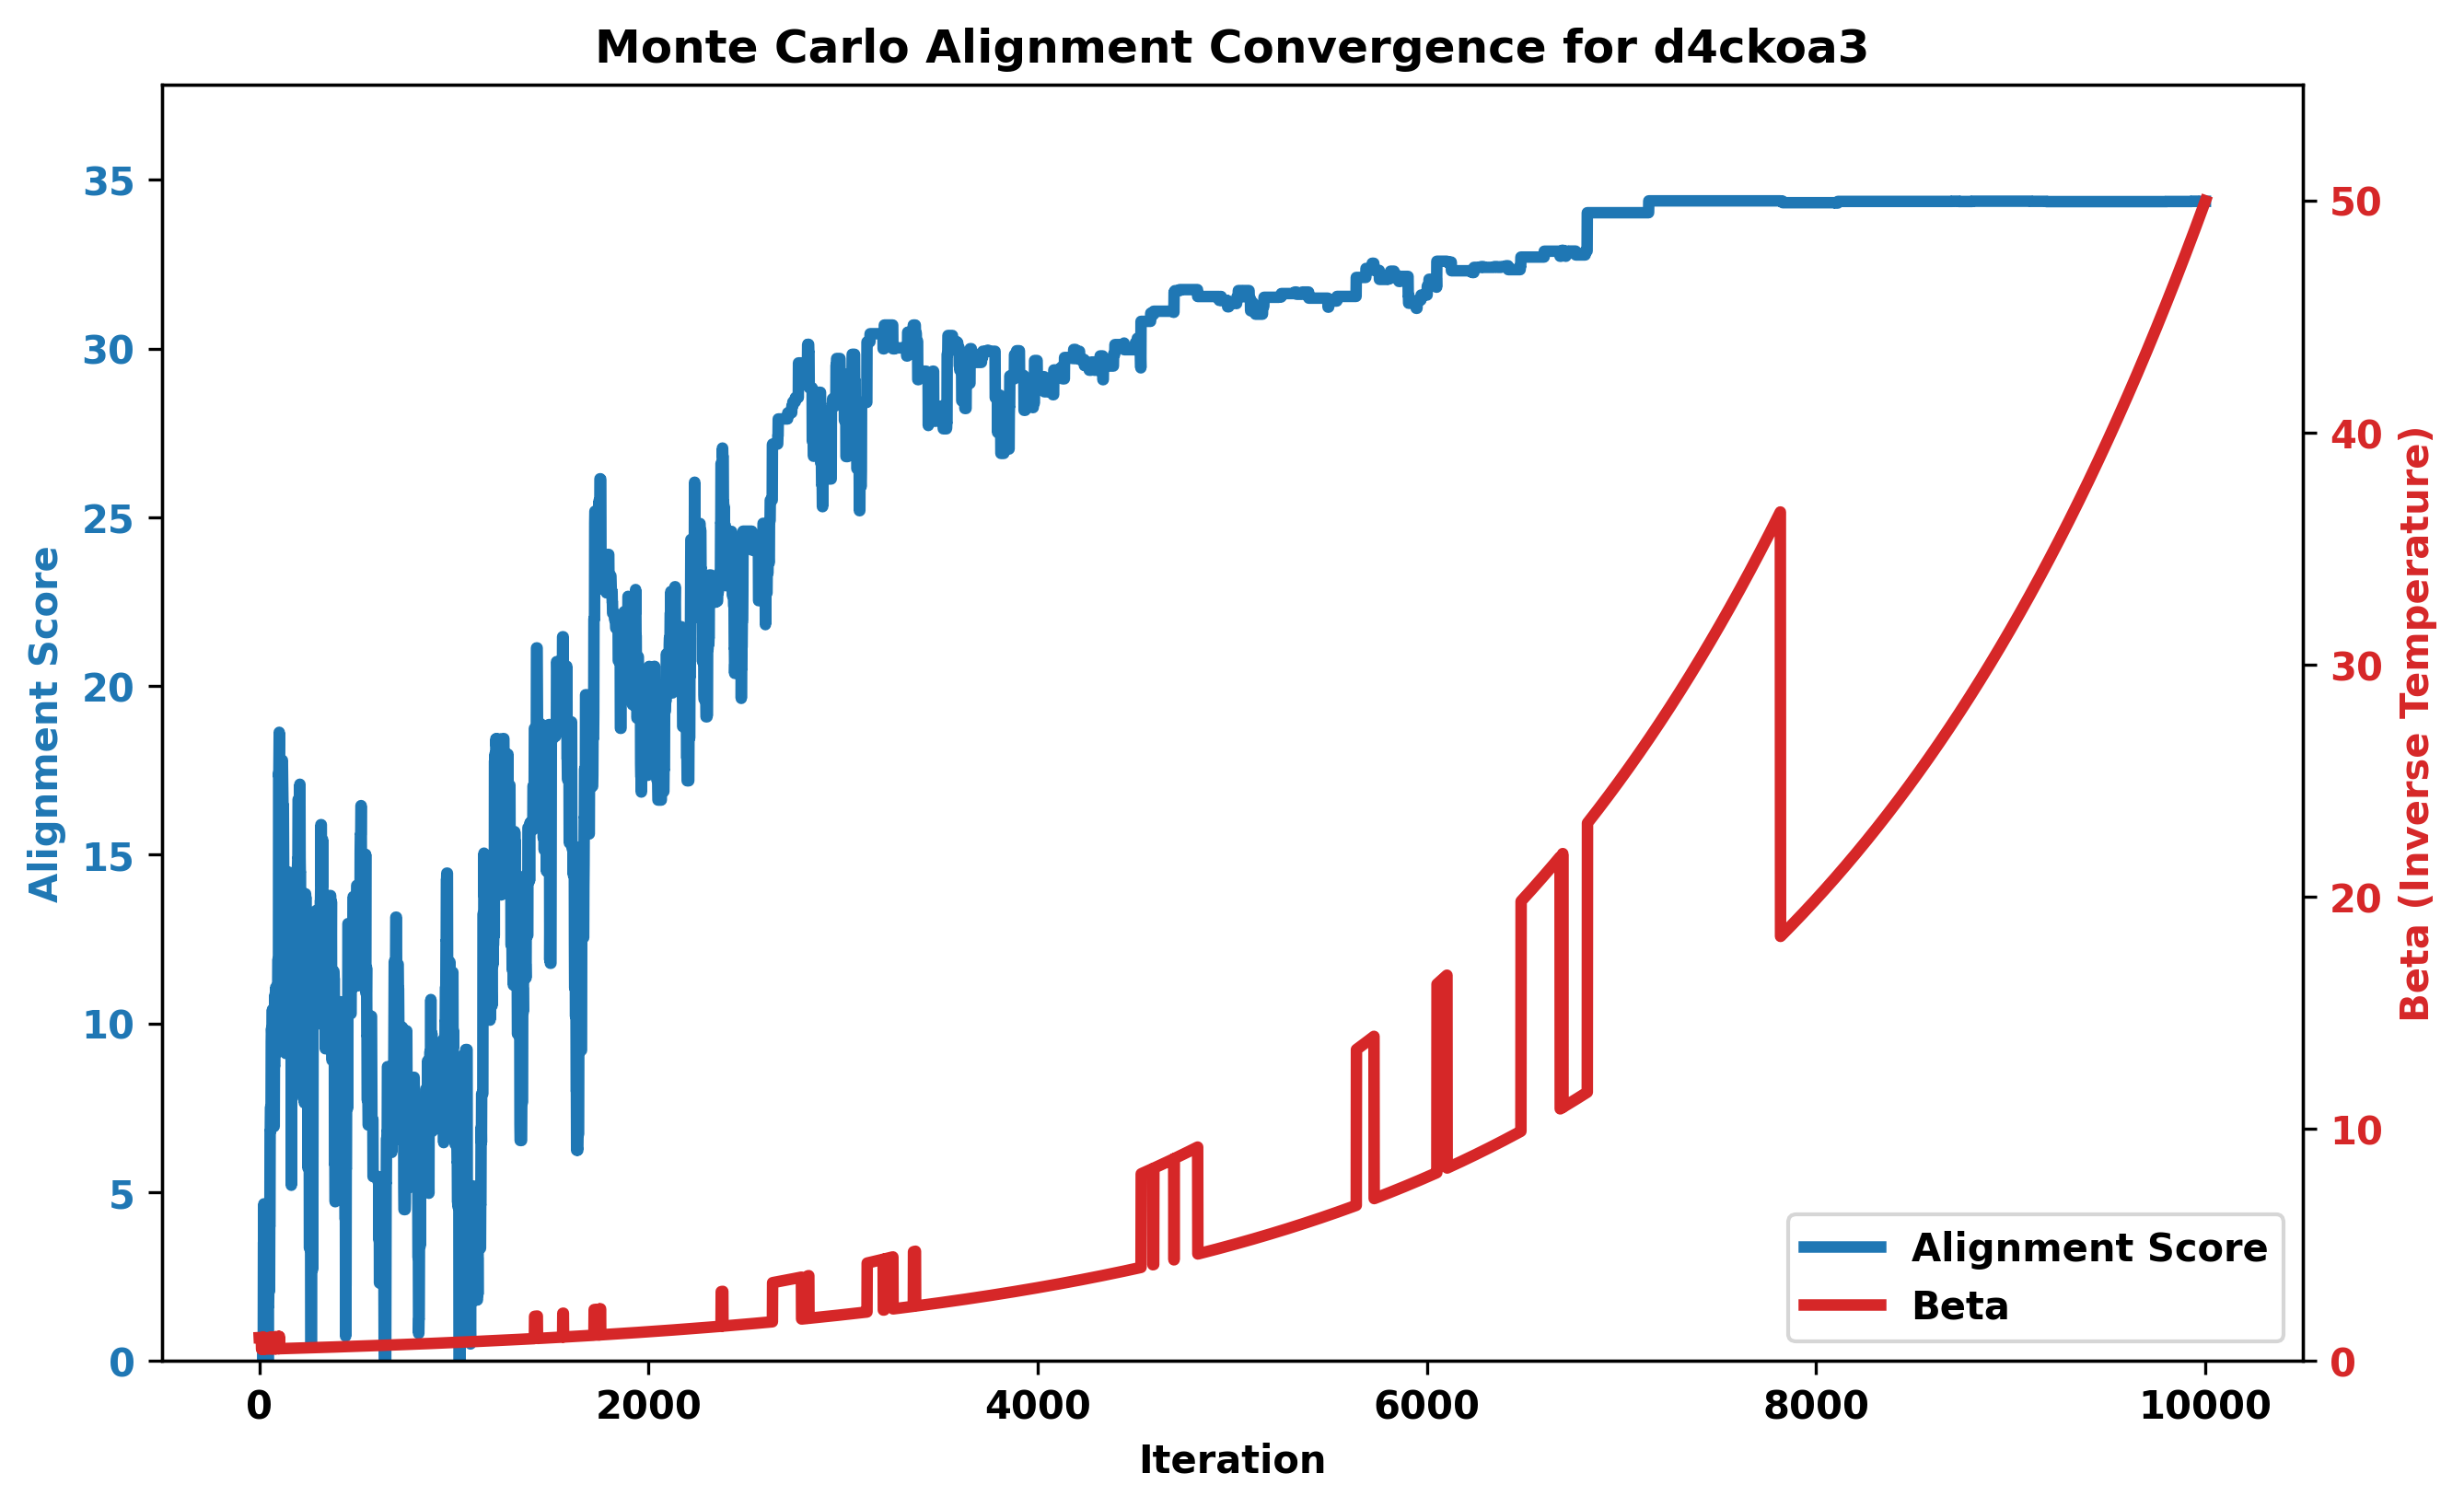 Monte Carlo Alignment Convergence for d4ckoa3
35
30
25
20
15
10
5
0
Alignment Score
50
40
30
20
10
0
Beta (Inverse Temperature)
Alignment Score
Beta
0 2000 4000 6000 8000 10000
Iteration